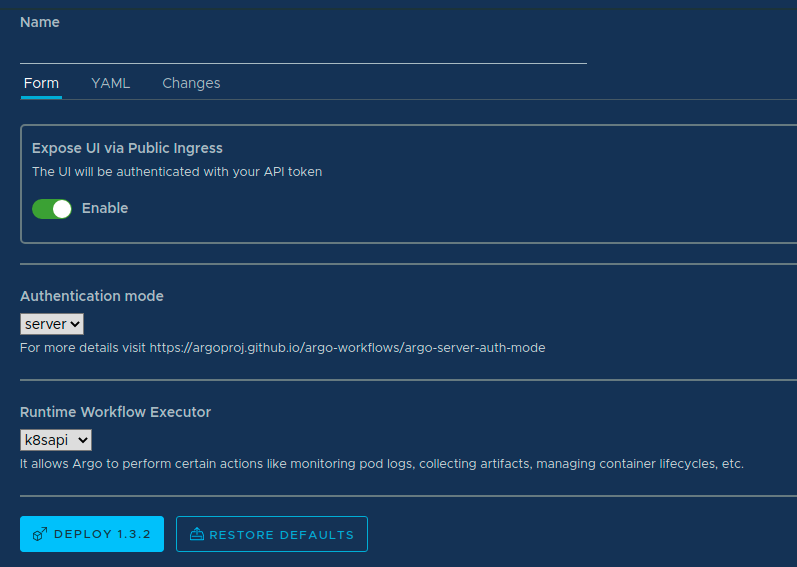 Name
Form YAML Changes
Expose UI via Public Ingress
The UI will be authenticated with your API token
Enable
Authentication mode
server
For more details visit https://argoproj.github.io/argo-workflows/argo-server-auth-mode
Runtime Workflow Executor
k8sapi
It allows Argo to perform certain actions like monitoring pod logs, collecting artifacts, managing container lifecycles, etc.
DEPLOY 1.3.2 RESTORE DEFAULTS